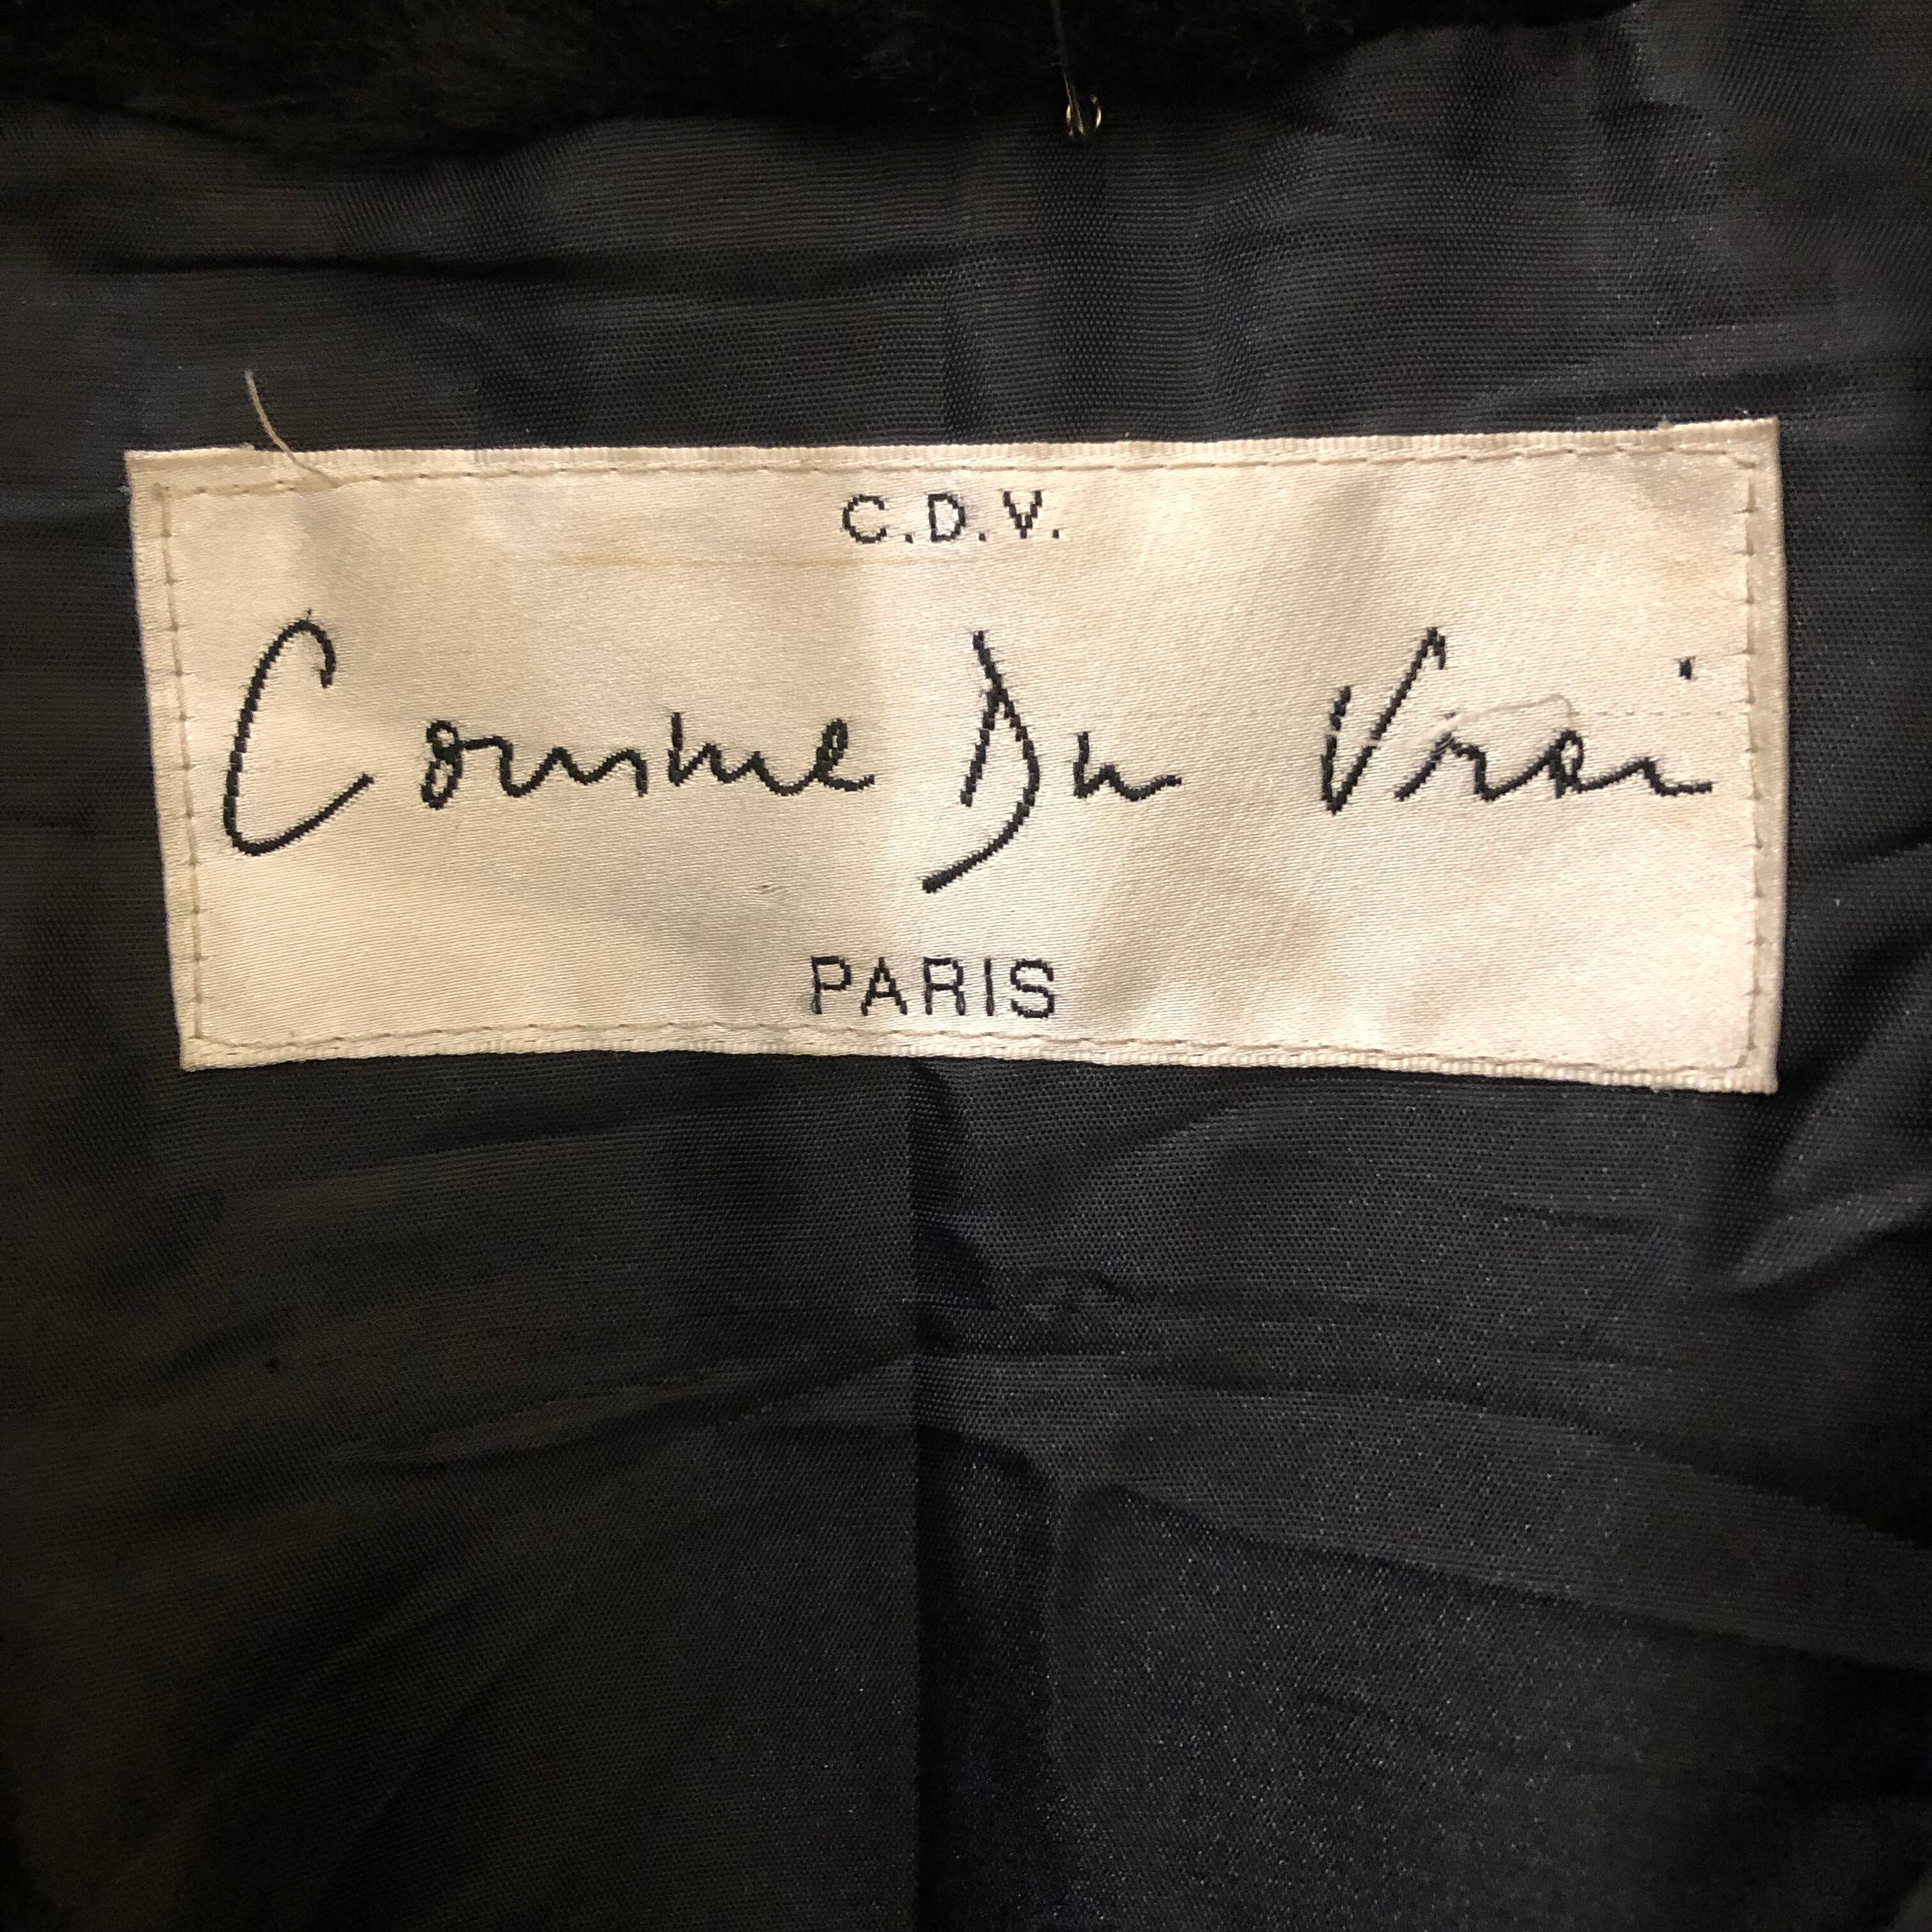 C.D.V.
Comme Du Vrai
PARIS